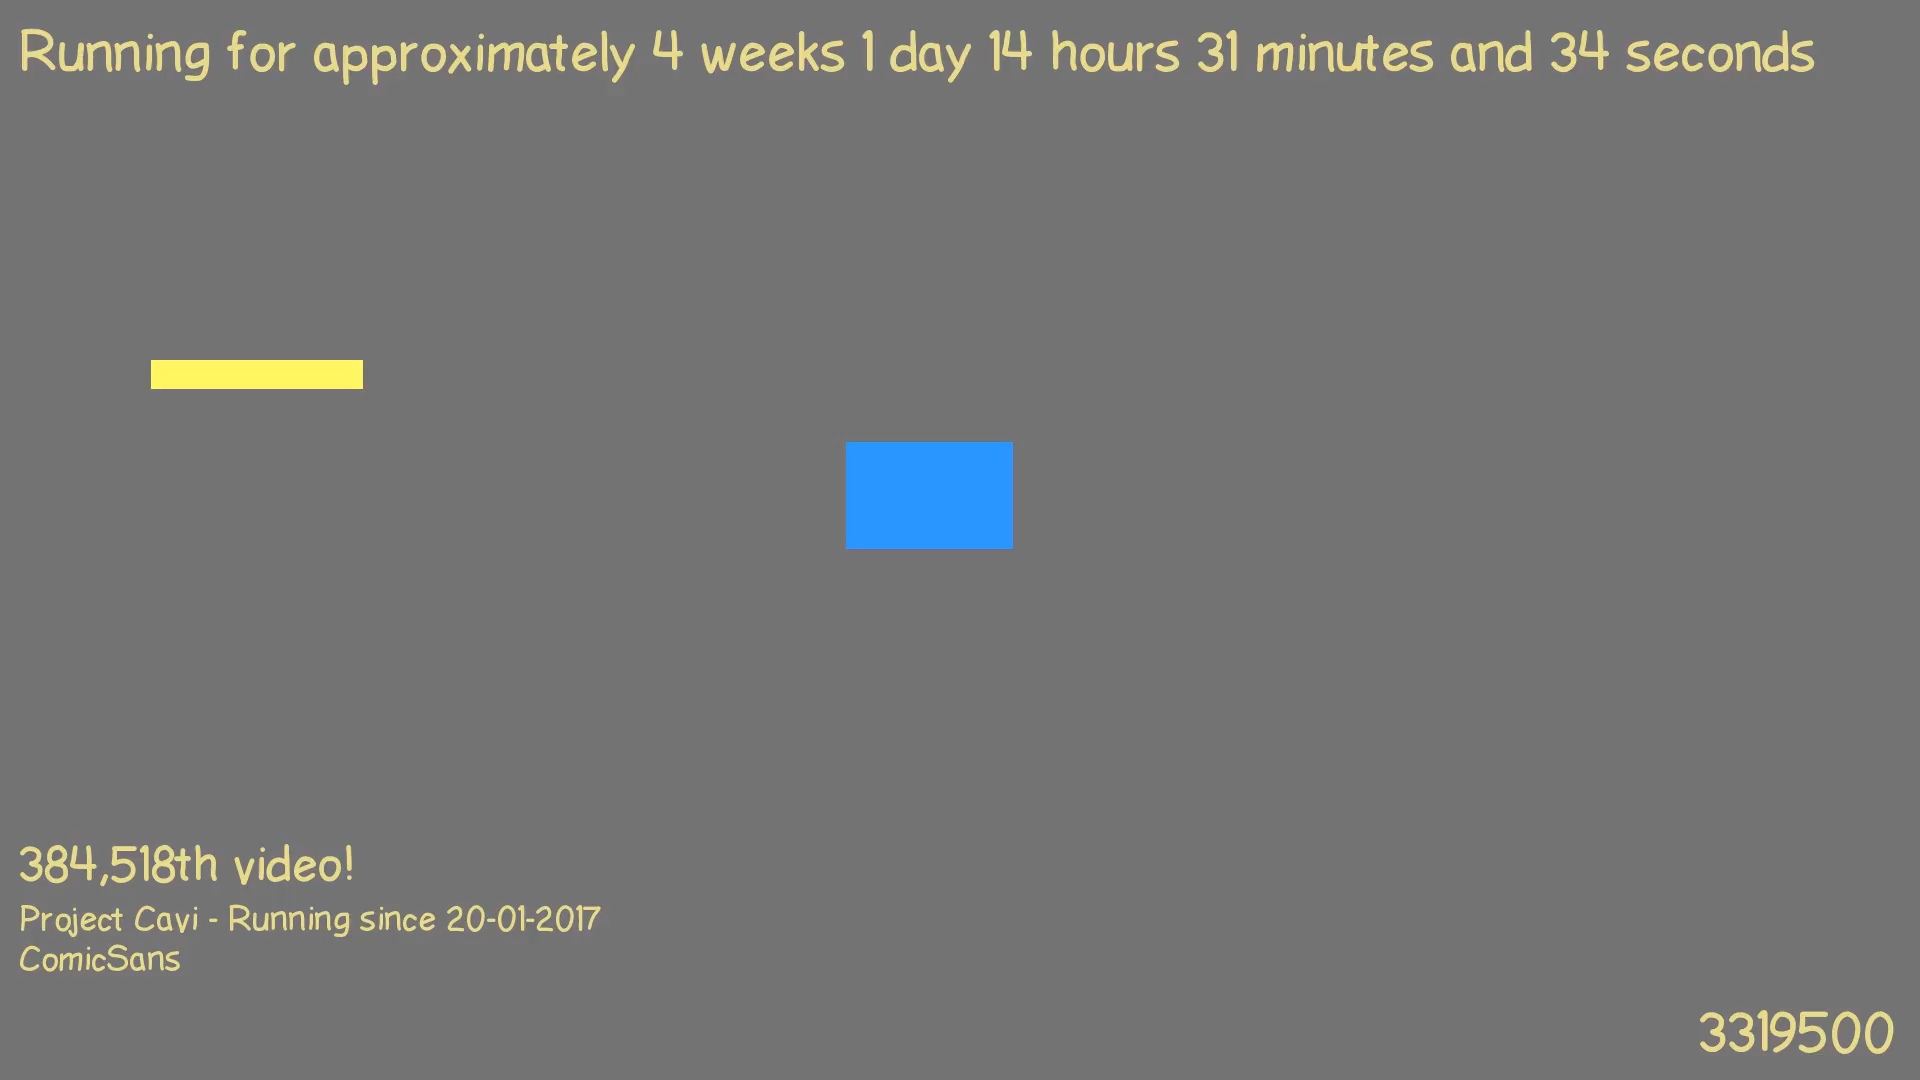 Running for approximately 4 weeks 1 day 14 hours 31 minutes and 34 seconds
384,518th video!
Project Cavi - Running since 20-01-2017
ComicSans
3319500